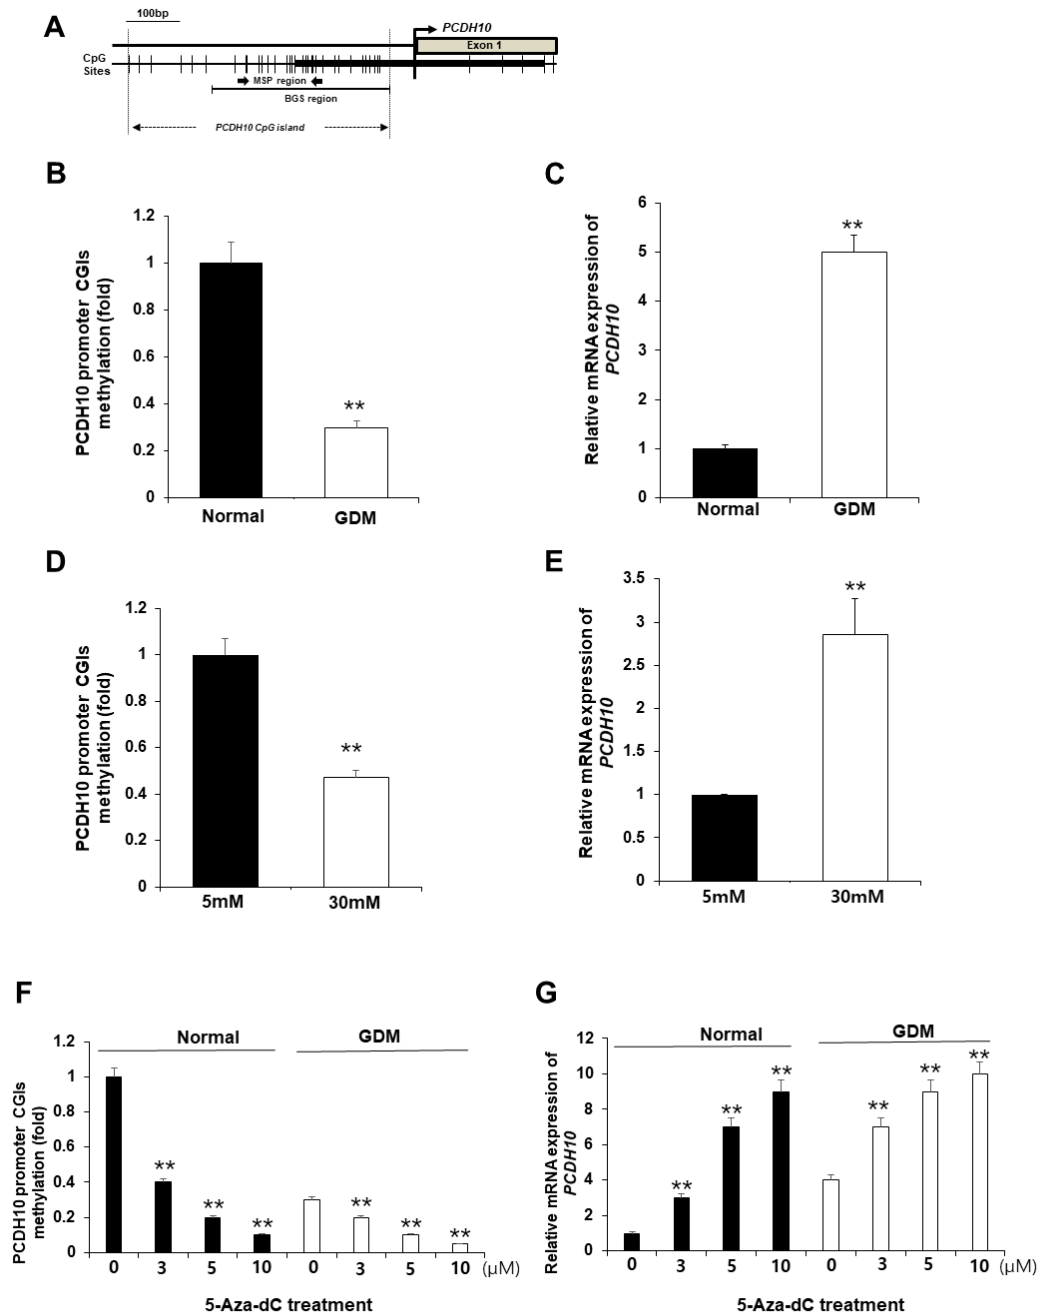 A
100bp
PCDH10
Exon 1
CpG
Sites
MSP region
BGS region
PCDH10 CpG island
B
PCDH10 promoter CGIs
methylation (fold)
1.2
1
0.8
0.6
0.4
0.2
0
**
Normal
GDM
C
Relative mRNA expression of
PCDH10
6
5
4
3
2
1
0
**
Normal
GDM
D
PCDH10 promoter CGIs
methylation (fold)
1.2
1
0.8
0.6
0.4
0.2
0
**
5mM
30mM
E
Relative mRNA expression of
PCDH10
3.5
3
2.5
2
1.5
1
0.5
0
**
5mM
30mM
F
PCDH10 promoter CGIs
methylation (fold)
Normal
GDM
1.2
1
0.8
0.6
0.4
0.2
0
** ** ** ** ** **
0 3 5 10 0 3 5 10 (μM)
5-Aza-dC treatment
G
Relative mRNA expression of
PCDH10
Normal
GDM
12
10
8
6
4
2
0
** ** ** ** ** **
0 3 5 10 0 3 5 10 (μM)
5-Aza-dC treatment